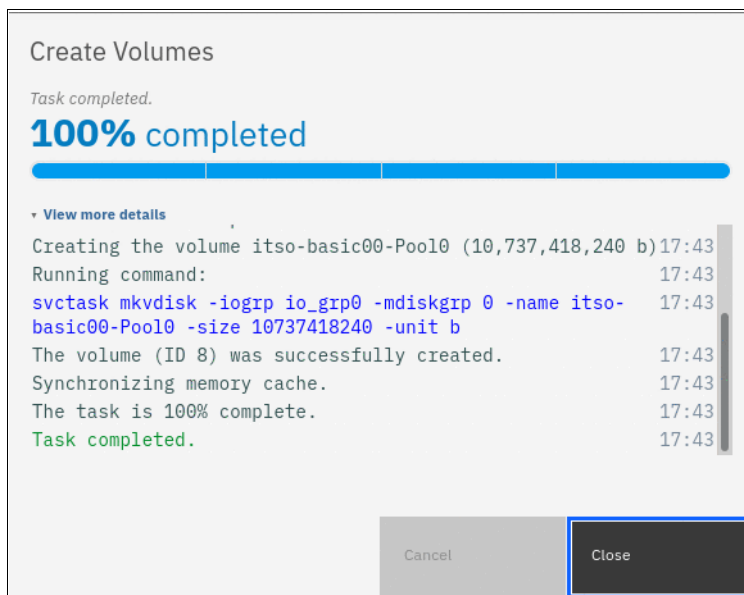 Create Volumes
Task completed.
100% completed
▾ View more details
Creating the volume itso-basic00-Pool0 (10,737,418,240 b) 17:43
Running command: 17:43
svctask mkvdisk -iogrp io_grp0 -mdiskgrp 0 -name itso- 17:43
basic00-Pool0 -size 10737418240 -unit b
The volume (ID 8) was successfully created. 17:43
Synchronizing memory cache. 17:43
The task is 100% complete. 17:43
Task completed. 17:43
Cancel Close